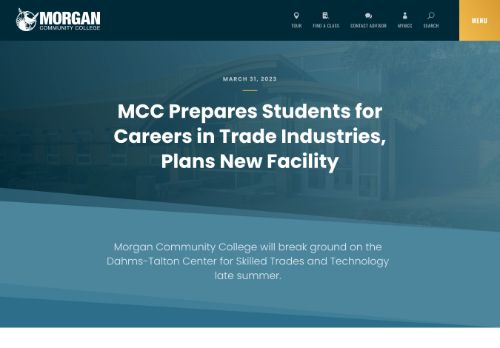 MORGAN
COMMUNITY COLLEGE
TOUR
FIND A CLASS
CONTACT ADVISOR
MYMCC
SEARCH
MENU
MARCH 31, 2023
MCC Prepares Students for
Careers in Trade Industries,
Plans New Facility
Morgan Community College will break ground on the
Dahms-Talton Center for Skilled Trades and Technology
late summer.